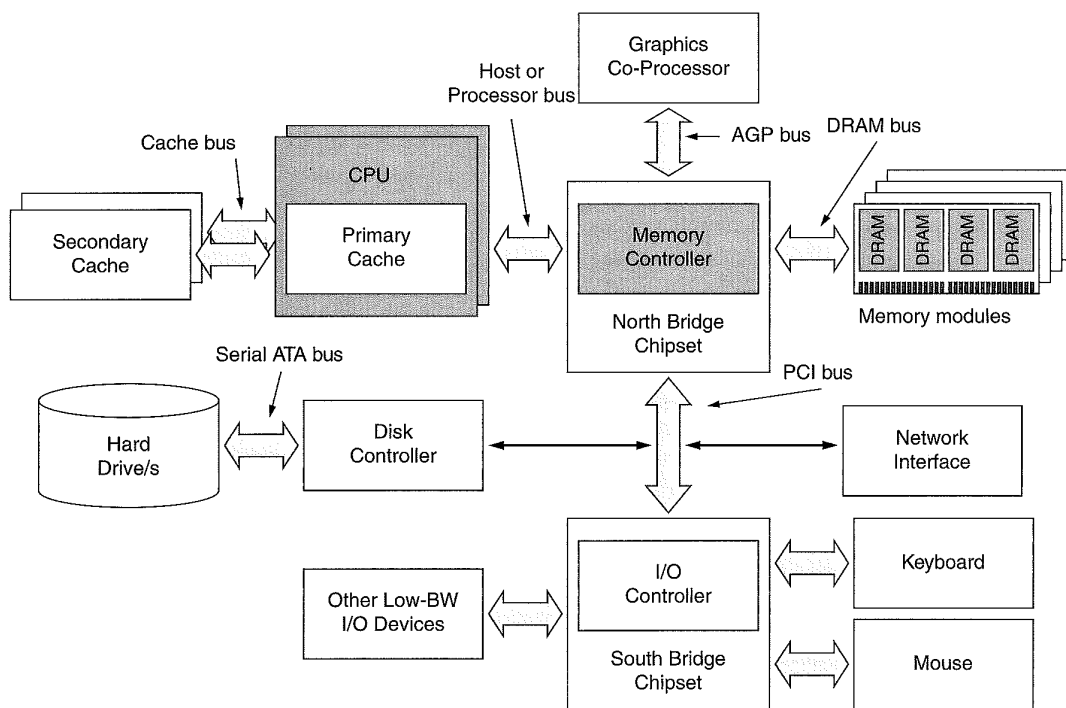 Graphics
Co-Processor
Host or
Processor bus
AGP bus
DRAM bus
Cache bus
CPU
Secondary
Cache
Primary
Cache
Memory
Controller
North Bridge
Chipset
DRAM
DRAM
DRAM
DRAM
Memory modules
Serial ATA bus
PCI bus
Hard
Drive/s
Disk
Controller
Network
Interface
Other Low-BW
I/O Devices
I/O
Controller
South Bridge
Chipset
Keyboard
Mouse